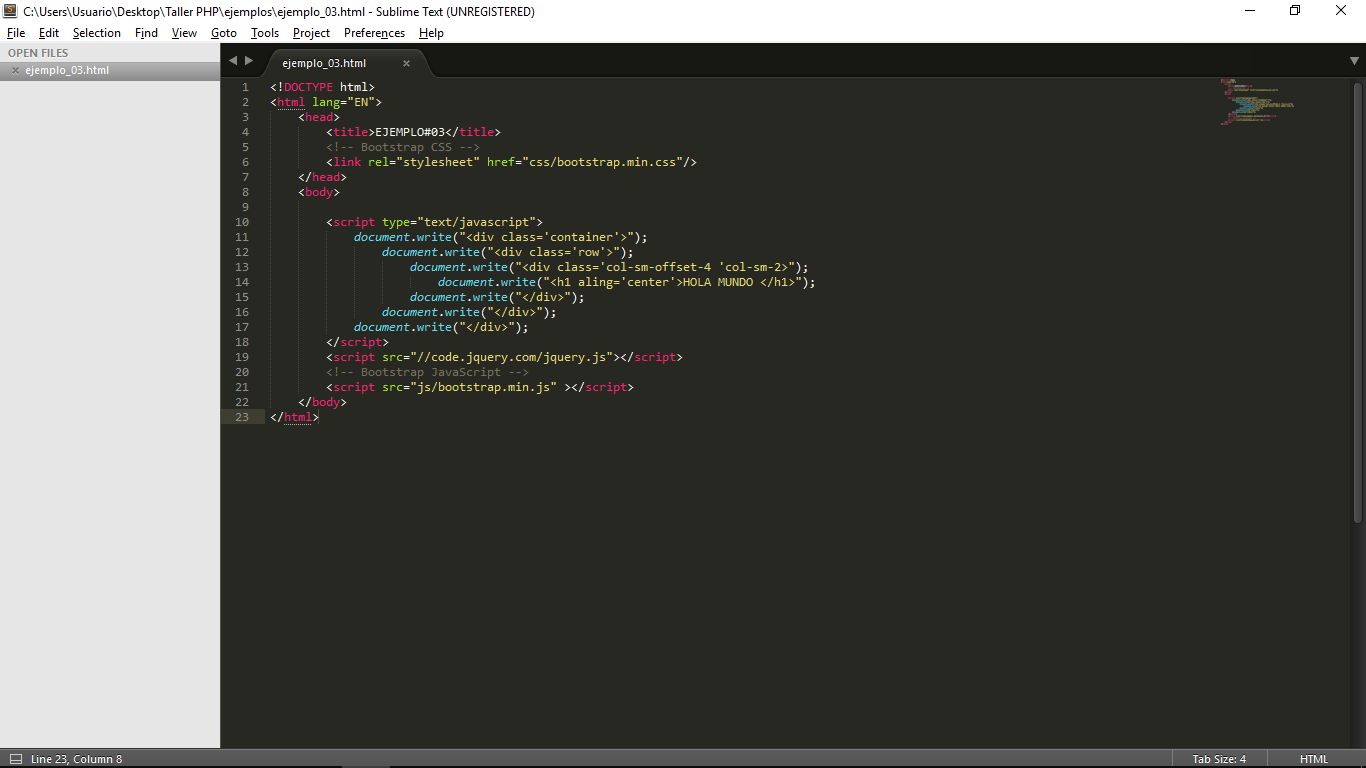 C:\Users\Usuario\Desktop\Taller PHP\ejemplos\ejemplo_03.html - Sublime Text (UNREGISTERED)
File Edit Selection Find View Goto Tools Project Preferences Help
OPEN FILES
ejemplo_03.html
ejemplo_03.html
1 <!DOCTYPE html>
2 <html lang="EN">
3 <head>
4 <title>EJEMPLO#03</title>
5 <!-- Bootstrap CSS -->
6 <link rel="stylesheet" href="css/bootstrap.min.css"/>
7 </head>
8 <body>
9
10 <script type="text/javascript">
11 document.write("<div class='container'>");
12 document.write("<div class='row'>");
13 document.write("<div class='col-sm-offset-4 'col-sm-2>");
14 document.write("<h1 aling='center'>HOLA MUNDO </h1>");
15 document.write("</div>");
16 document.write("</div>");
17 document.write("</div>");
18 </script>
19 <script src="//code.jquery.com/jquery.js"></script>
20 <!-- Bootstrap JavaScript -->
21 <script src="js/bootstrap.min.js" ></script>
22 </body>
23 </html>
Line 23, Column 8 Tab Size: 4 HTML